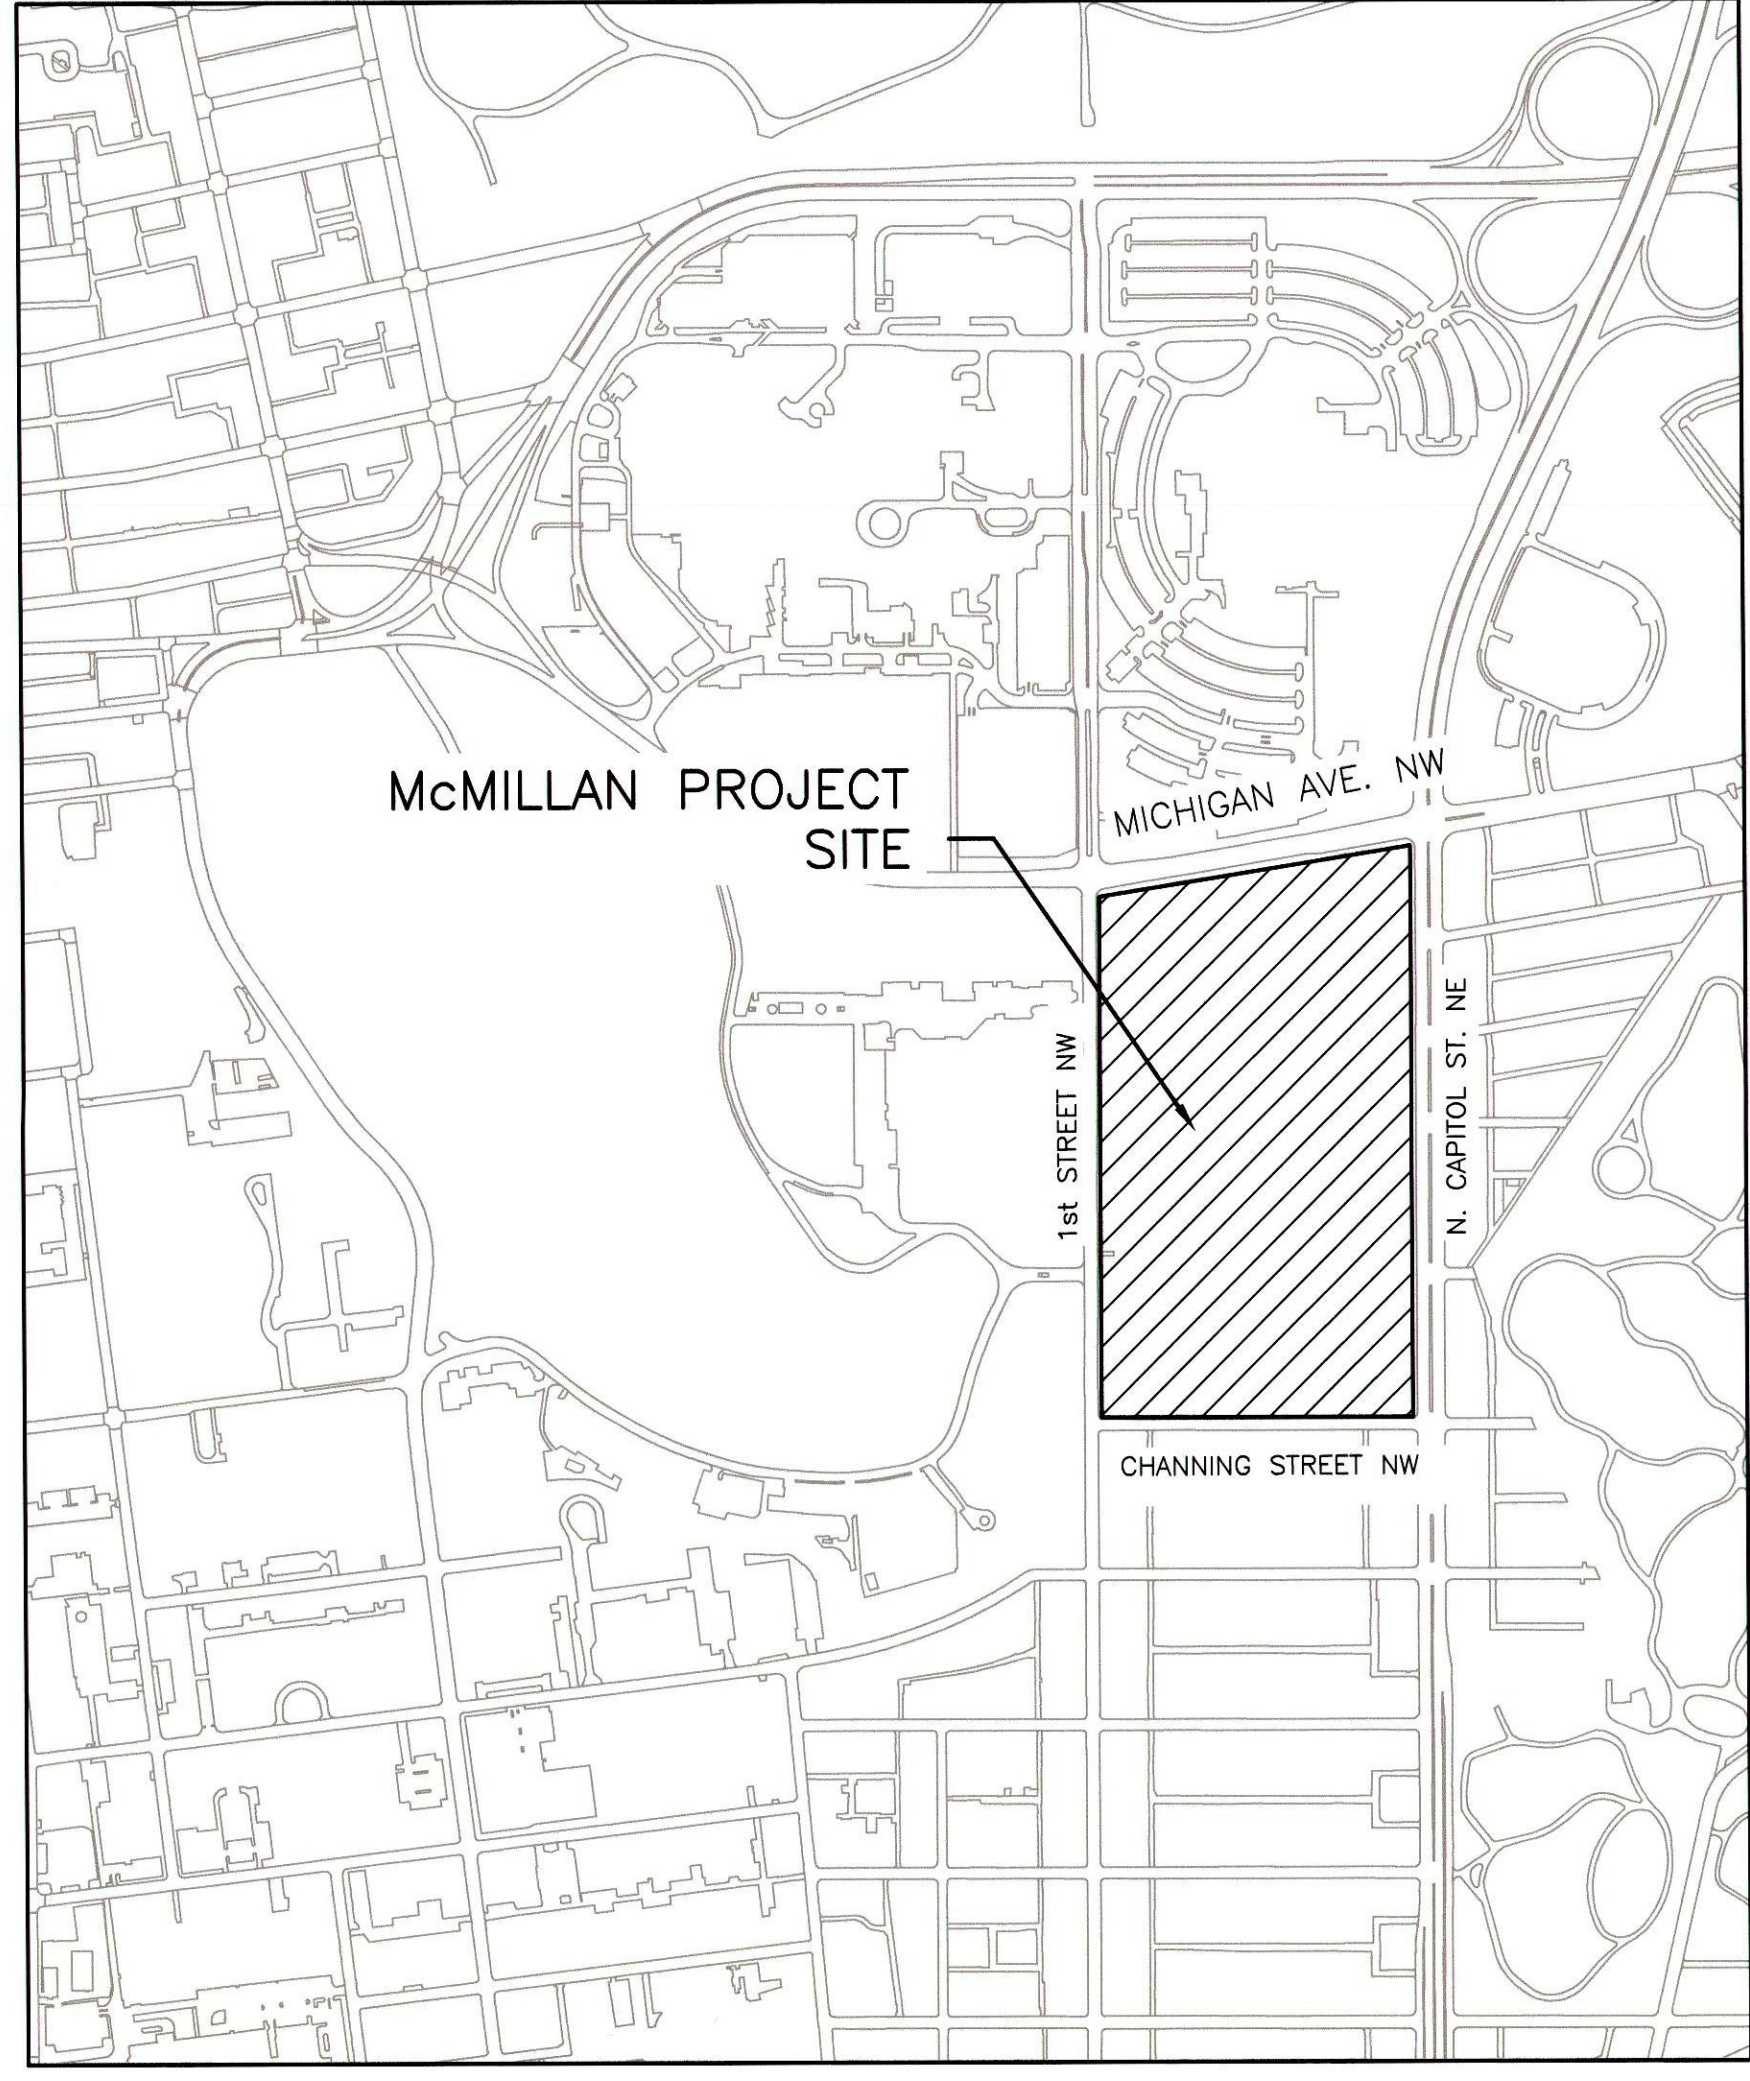 McMILLAN PROJECT
SITE
MICHIGAN AVE. NW
1st STREET NW
N. CAPITOL ST. NE
CHANNING STREET NW